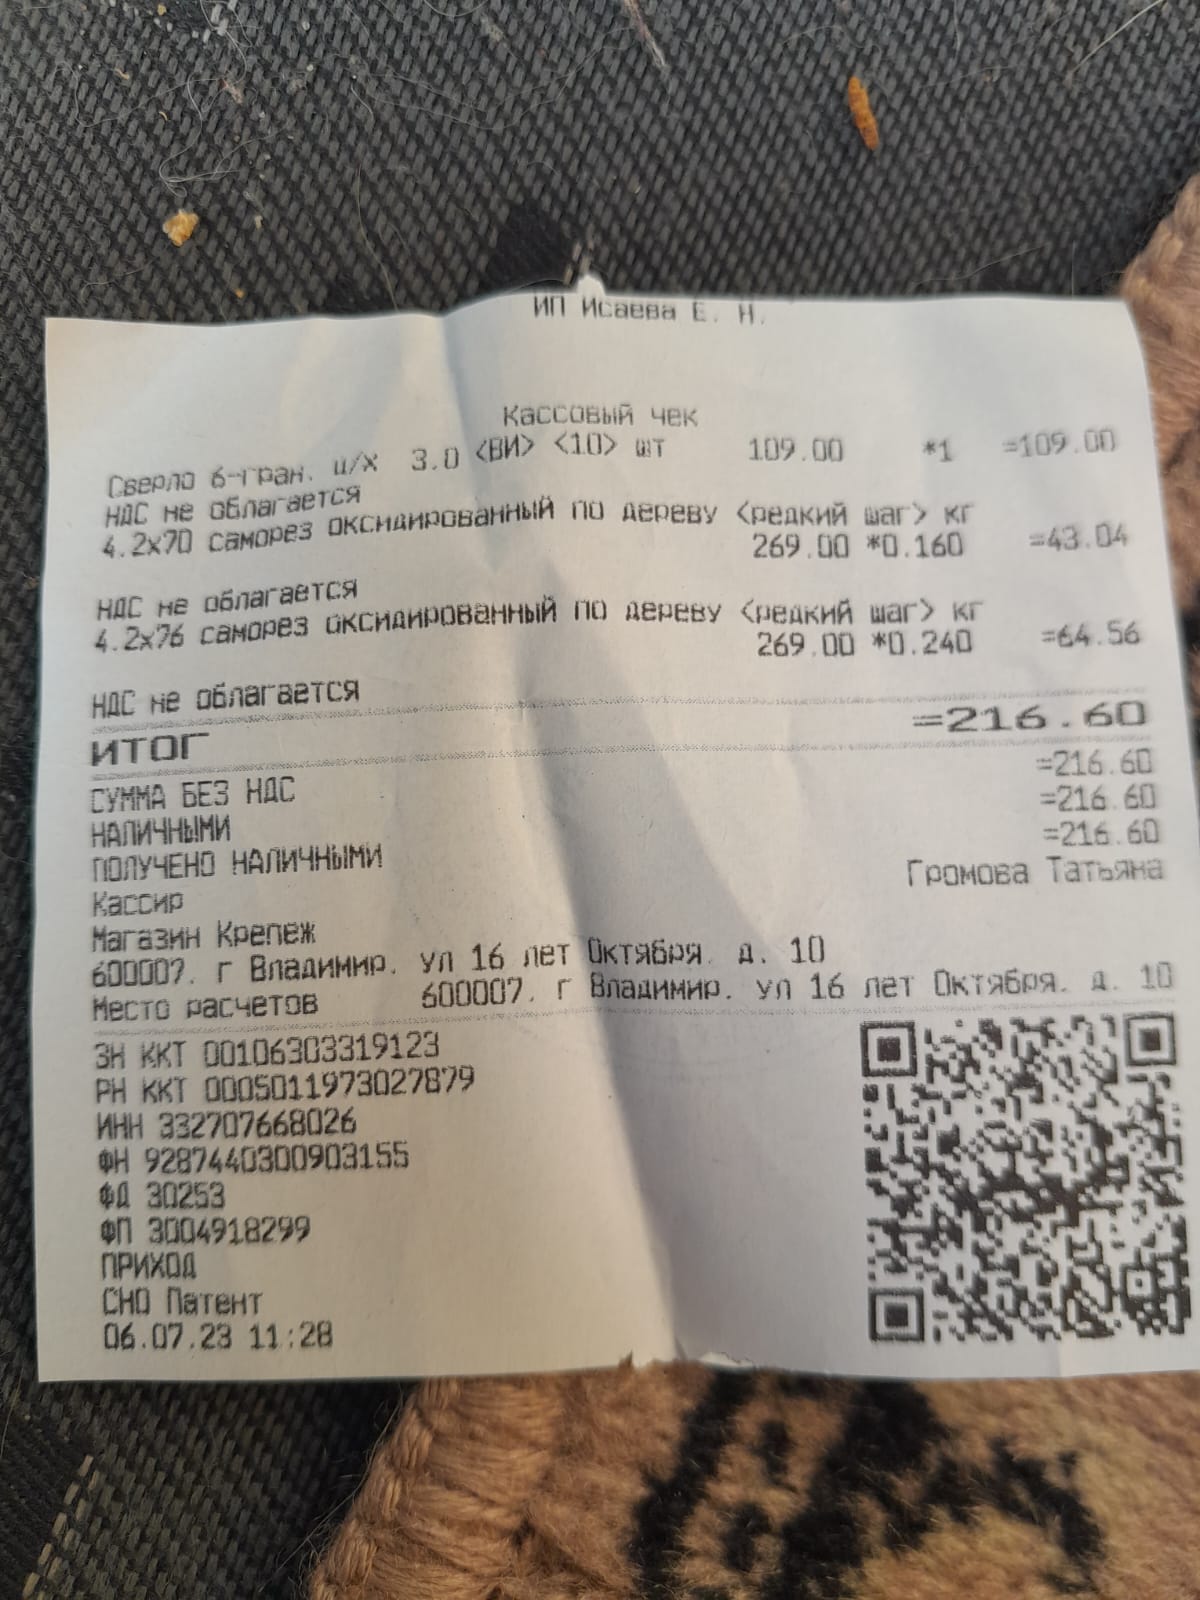 ИП Исаева Е. Н.
Кассовый чек
Сверло 6-гран. ц/х 3.0 <ВИ> <10> шт 109.00 *1 =109.00
НДС не облагается
4.2х70 саморез оксидированный по дереву <редкий шаг> кг
269.00 *0.160 =43.04
НДС не облагается
4.2х76 саморез оксидированный по дереву <редкий шаг> кг
269.00 *0.240 =64.56
НДС не облагается
ИТОГ =216.60
СУММА БЕЗ НДС =216.60
НАЛИЧНЫМИ =216.60
ПОЛУЧЕНО НАЛИЧНЫМИ =216.60
Кассир Громова Татьяна
Магазин Крепеж
600007. г Владимир. ул 16 лет Октября. д. 10
Место расчетов 600007. г Владимир. ул 16 лет Октября. д. 10
ЗН ККТ 00106303319123
РН ККТ 0005011973027879
ИНН 332707668026
ФН 9287440300903155
ФД 30253
ФП 3004918299
ПРИХОД
СНО Патент
06.07.23 11:28